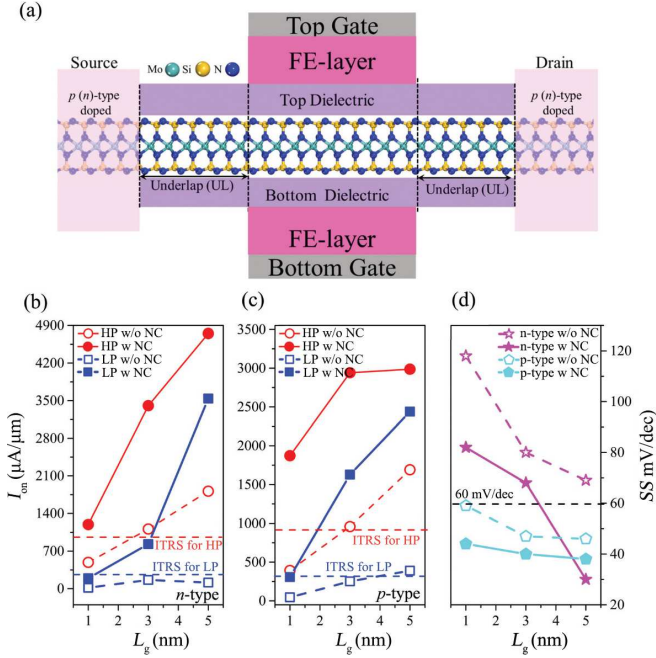 (a)
Top Gate
FE-layer
Source
Drain
Mo Si N
p (n)-type
doped
p (n)-type
doped
Top Dielectric
Underlap (UL)
Underlap (UL)
Bottom Dielectric
FE-layer
Bottom Gate
(b)
4900
4200
3500
2800
2100
1400
700
0
Ion (μA/μm)
HP w/o NC
HP w NC
LP w/o NC
LP w NC
ITRS for HP
ITRS for LP
n-type
1 2 3 4 5
Lg (nm)
(c)
3500
3000
2500
2000
1500
1000
500
0
HP w/o NC
HP w NC
LP w/o NC
LP w NC
ITRS for HP
ITRS for LP
p-type
1 2 3 4 5
Lg (nm)
(d)
n-type w/o NC
n-type w NC
p-type w/o NC
p-type w NC
60 mV/dec
120
100
80
60
40
20
SS mV/dec
1 2 3 4 5
Lg (nm)